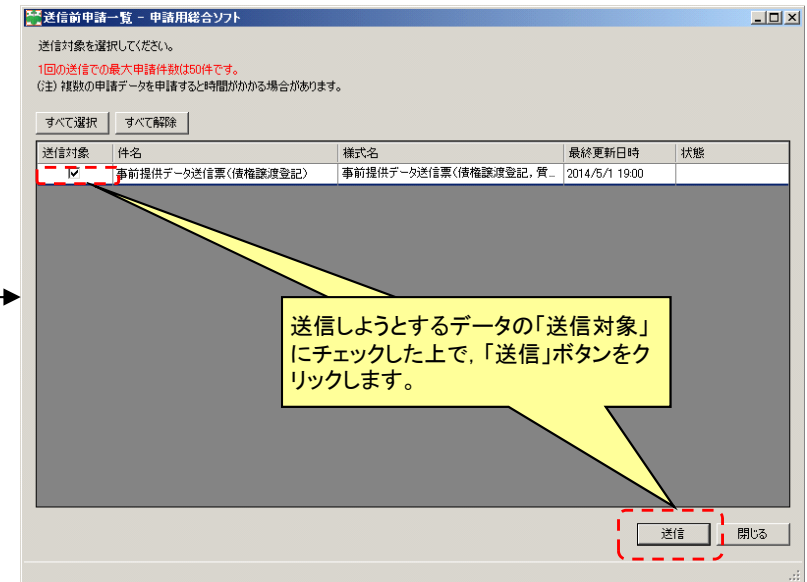 送信前申請一覧 - 申請用総合ソフト
送信対象を選択してください。
1回の送信での最大申請件数は50件です。
(注) 複数の申請データを申請すると時間がかかる場合があります。
すべて選択 すべて解除
送信対象 件名 様式名 最終更新日時 状態
事前提供データ送信票(債権譲渡登記) 事前提供データ送信票(債権譲渡登記, 質... 2014/5/1 19:00
送信しようとするデータの「送信対象」
にチェックした上で,「送信」ボタンをク
リックします。
送信 閉じる